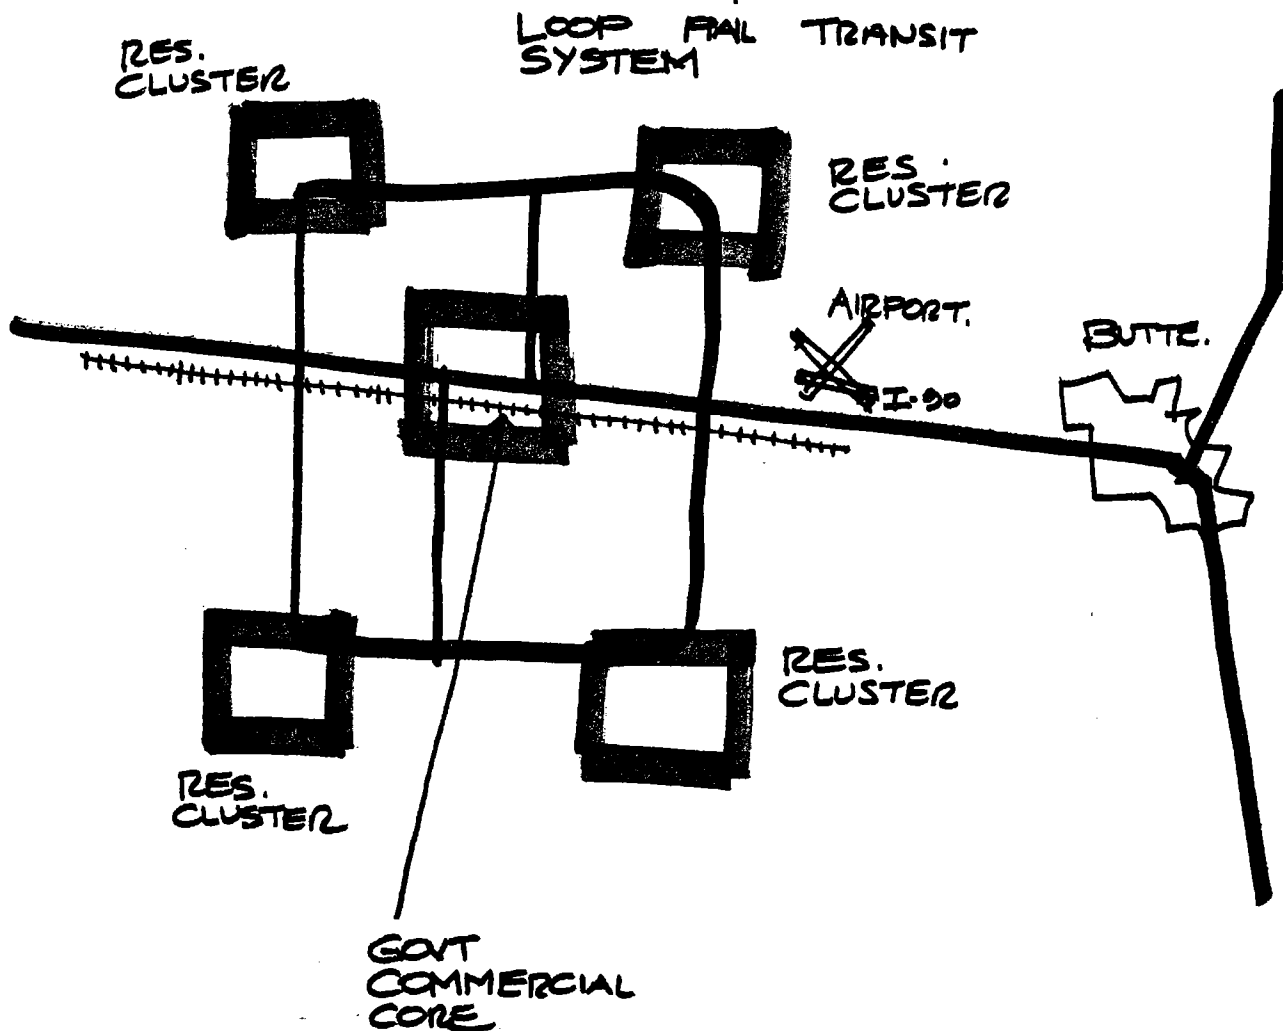 LOOP RAIL TRANSIT
SYSTEM
RES.
CLUSTER
RES.
CLUSTER
AIRPORT.
I-90
BUTTE.
RES.
CLUSTER
RES.
CLUSTER
GOVT
COMMERCIAL
CORE